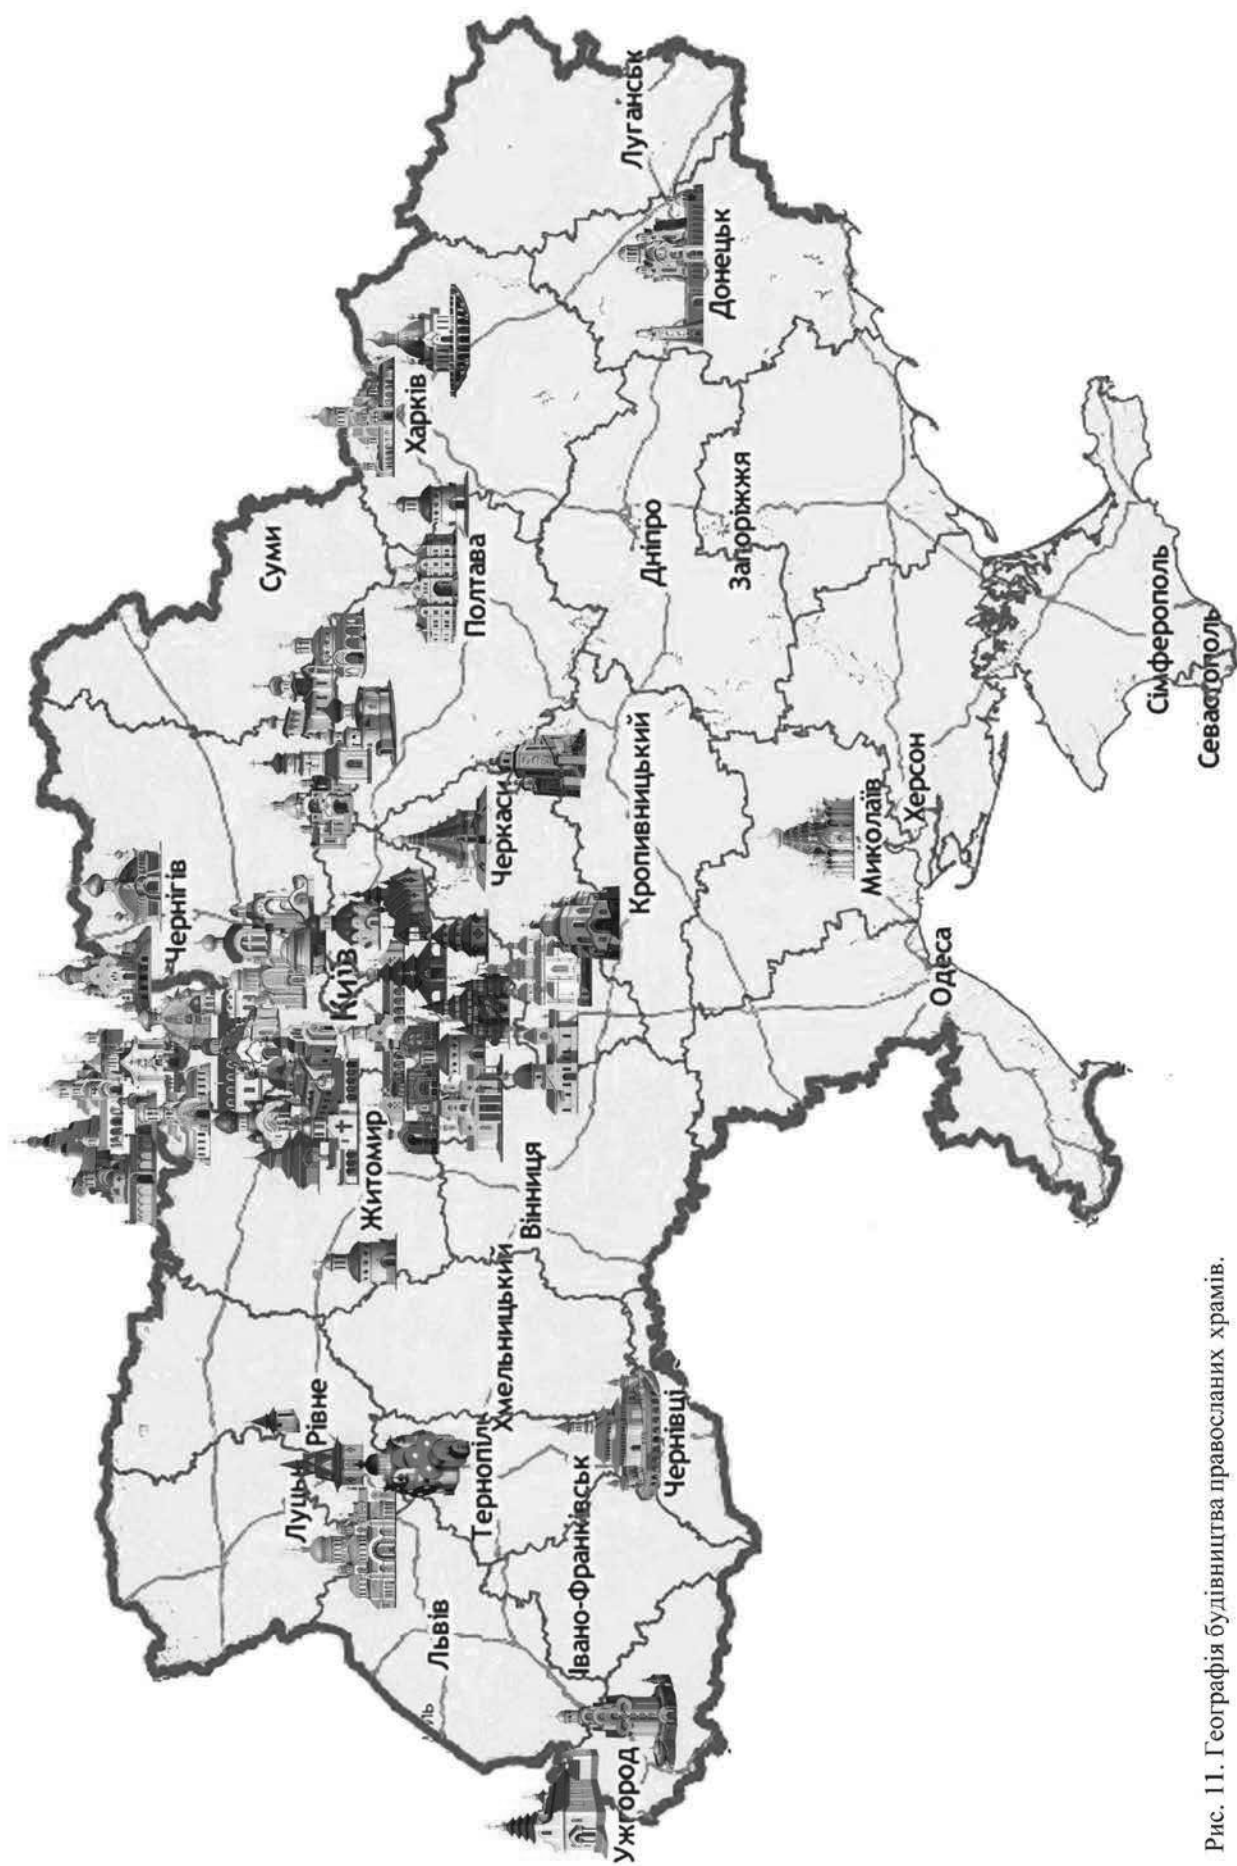 Чернігів
Суми
Луцьк
Рівне
Житомир
Київ
Харків
Львів
Тернопіль
Хмельницький
Вінниця
Черкаси
Полтава
Луганськ
Ужгород
Івано-Франківськ
Чернівці
Кропивницький
Дніпро
Донецьк
Запоріжжя
Миколаїв
Херсон
Одеса
Сімферополь
Севастополь
Рис. 11. Географія будівництва правосланих храмів.